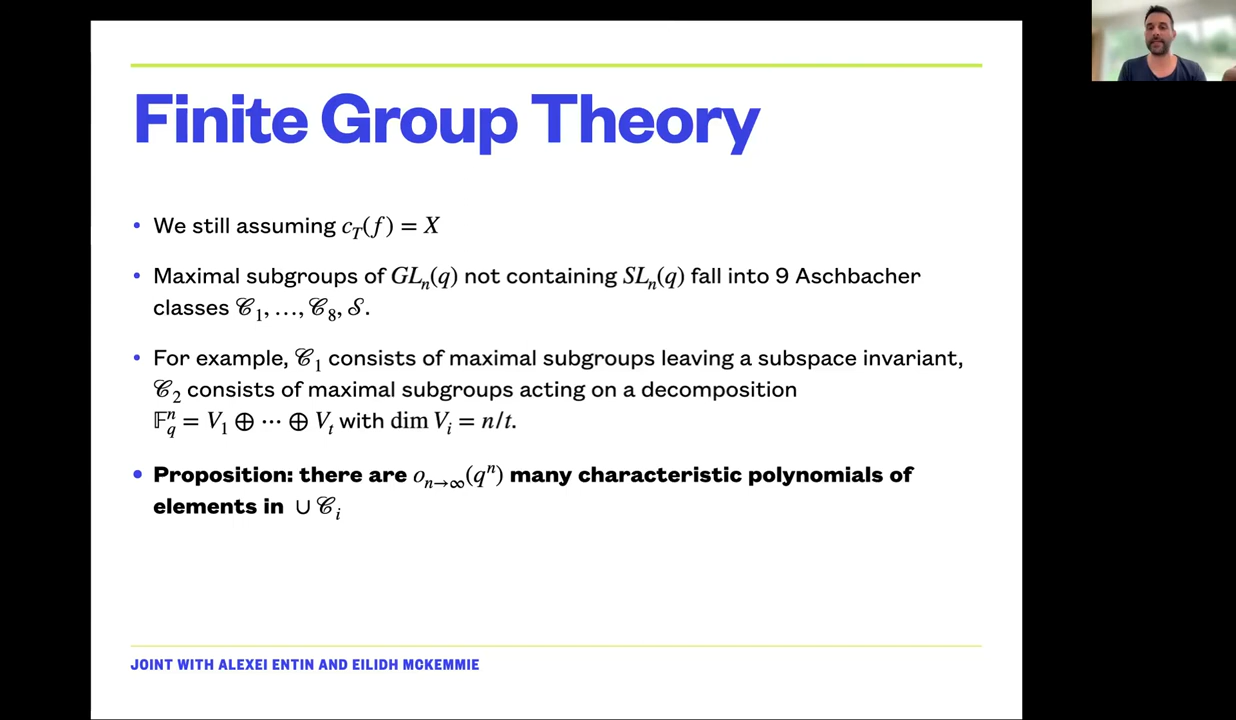 Finite Group Theory
• We still assuming c_T(f) = X
• Maximal subgroups of GL_n(q) not containing SL_n(q) fall into 9 Aschbacher
classes 𝒞_1, …, 𝒞_8, 𝒮.
• For example, 𝒞_1 consists of maximal subgroups leaving a subspace invariant,
𝒞_2 consists of maximal subgroups acting on a decomposition
𝔽_q^n = V_1 ⊕ ⋯ ⊕ V_t with dim V_i = n/t.
• Proposition: there are o_{n→∞}(q^n) many characteristic polynomials of
elements in ∪ 𝒞_i
JOINT WITH ALEXEI ENTIN AND EILIDH MCKEMMIE